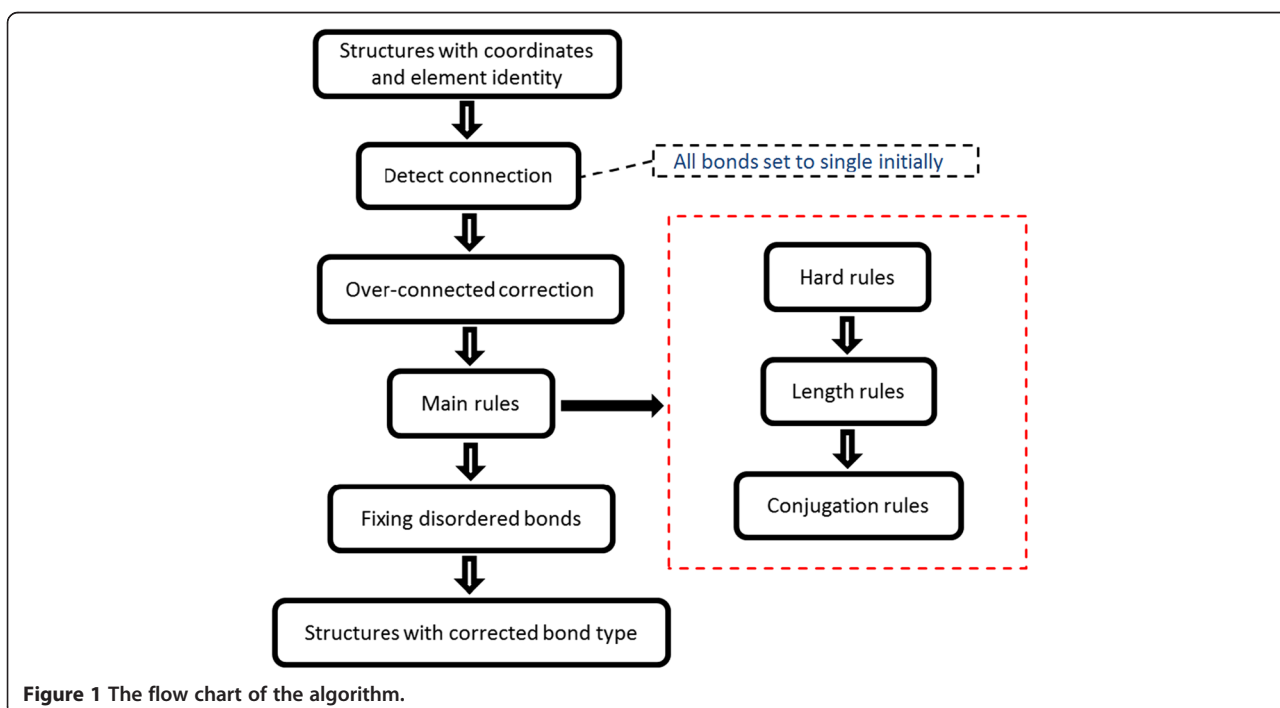 Structures with coordinates
and element identity
Detect connection
All bonds set to single initially
Over-connected correction
Hard rules
Main rules
Length rules
Fixing disordered bonds
Conjugation rules
Structures with corrected bond type
Figure 1 The flow chart of the algorithm.